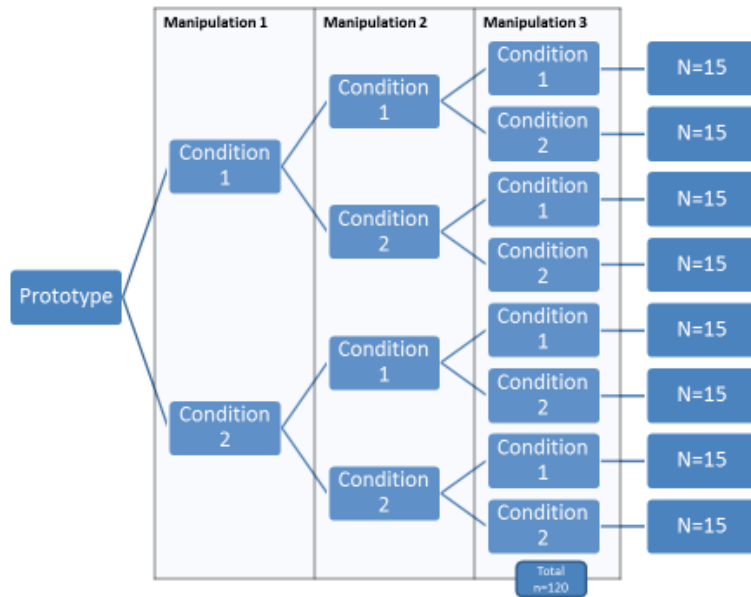 Manipulation 1
Manipulation 2
Manipulation 3
Prototype
Condition
1
Condition
2
Condition
1
Condition
2
Condition
1
Condition
2
Condition
1
Condition
2
Condition
1
Condition
2
Condition
1
Condition
2
Condition
1
Condition
2
N=15
N=15
N=15
N=15
N=15
N=15
N=15
N=15
Total
n=120